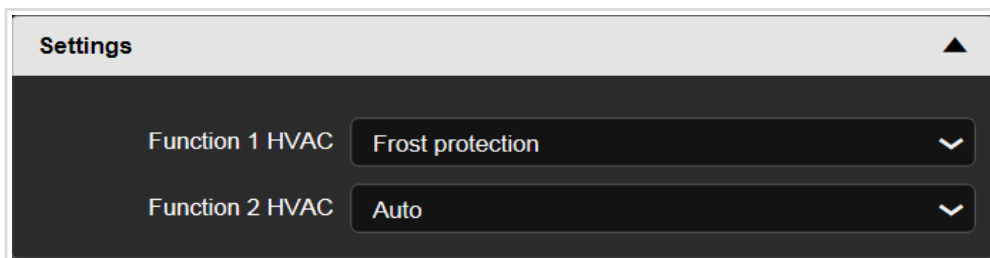 Settings
Function 1 HVAC Frost protection
Function 2 HVAC Auto